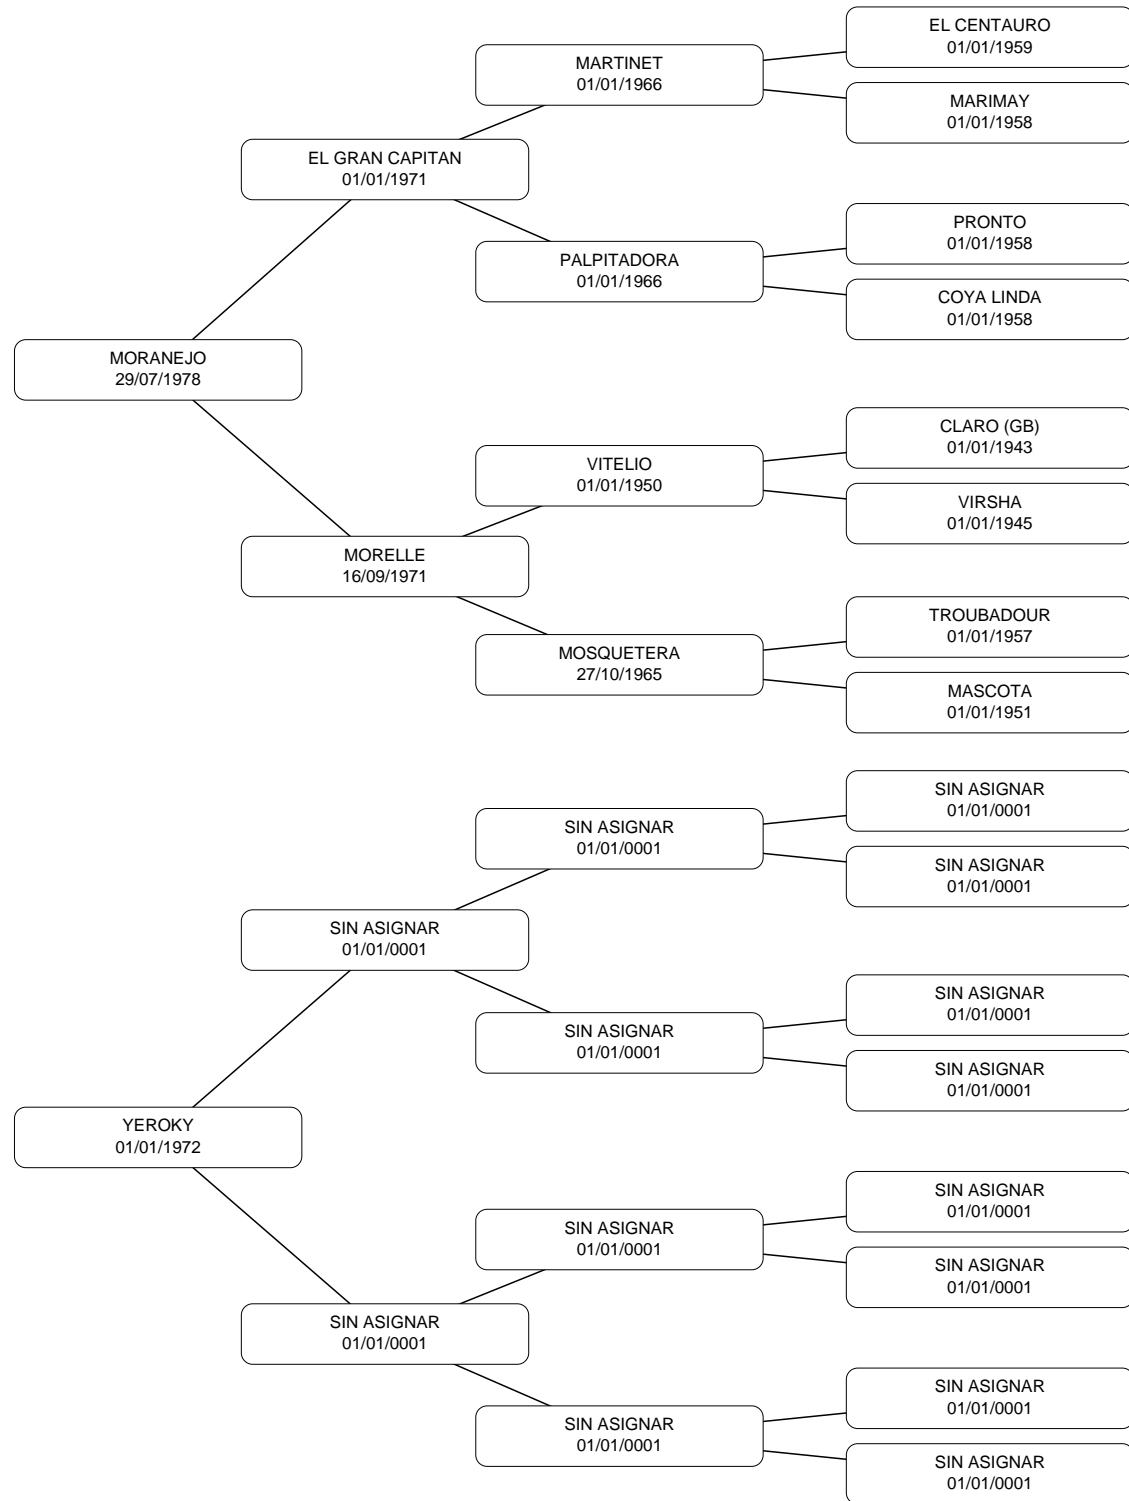 EL CENTAURO
01/01/1959
MARTINET
01/01/1966
MARIMAY
01/01/1958
EL GRAN CAPITAN
01/01/1971
PRONTO
01/01/1958
PALPITADORA
01/01/1966
COYA LINDA
01/01/1958
MORANEJO
29/07/1978
CLARO (GB)
01/01/1943
VITELIO
01/01/1950
VIRSHA
01/01/1945
MORELLE
16/09/1971
TROUBADOUR
01/01/1957
MOSQUETERA
27/10/1965
MASCOTA
01/01/1951
SIN ASIGNAR
01/01/0001
SIN ASIGNAR
01/01/0001
SIN ASIGNAR
01/01/0001
SIN ASIGNAR
01/01/0001
SIN ASIGNAR
01/01/0001
SIN ASIGNAR
01/01/0001
SIN ASIGNAR
01/01/0001
YEROKY
01/01/1972
SIN ASIGNAR
01/01/0001
SIN ASIGNAR
01/01/0001
SIN ASIGNAR
01/01/0001
SIN ASIGNAR
01/01/0001
SIN ASIGNAR
01/01/0001
SIN ASIGNAR
01/01/0001
SIN ASIGNAR
01/01/0001